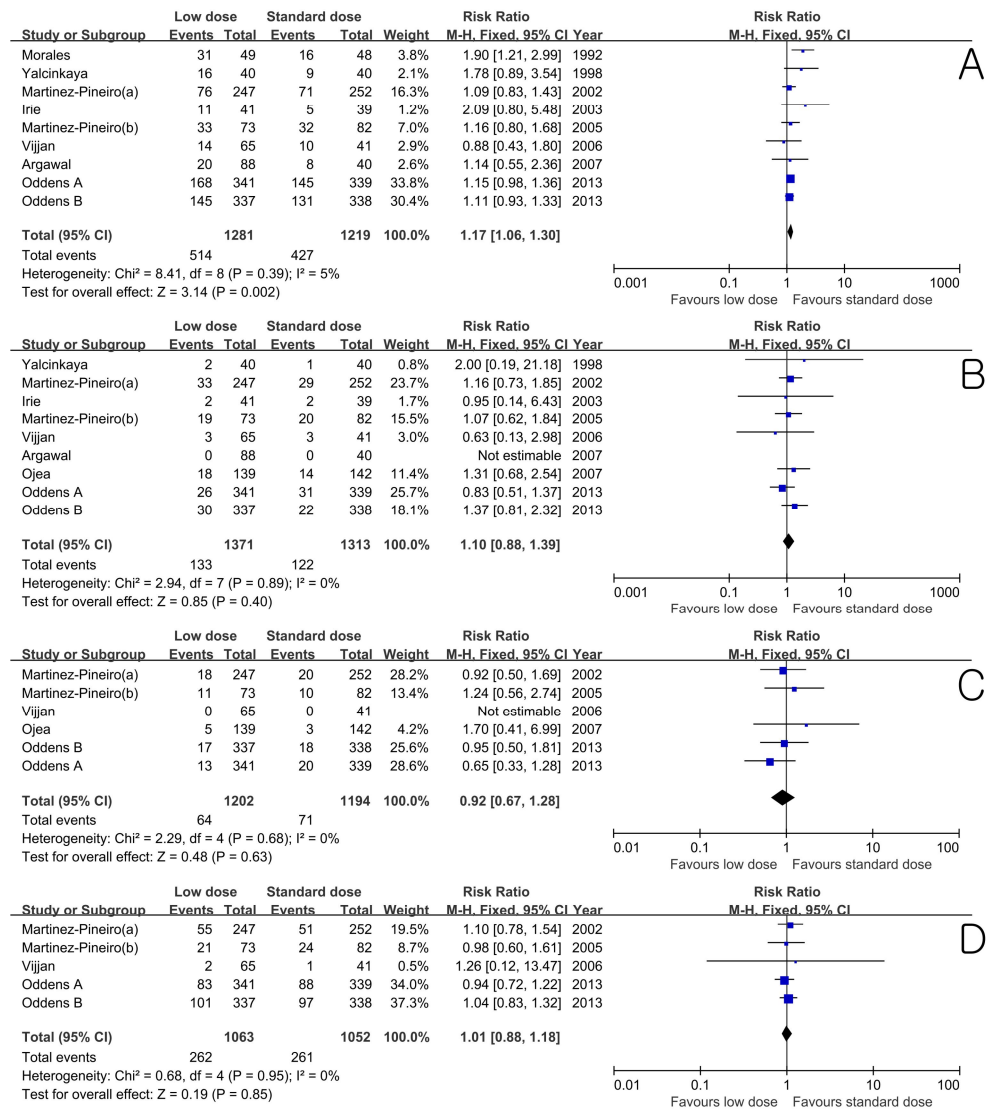 Low dose Standard dose Risk Ratio Risk Ratio
Study or Subgroup Events Total Events Total Weight M-H, Fixed, 95% CI Year M-H, Fixed, 95% CI
A
Morales 31 49 16 48 3.8% 1.90 [1.21, 2.99] 1992
Yalcinkaya 16 40 9 40 2.1% 1.78 [0.89, 3.54] 1998
Martinez-Pineiro(a) 76 247 71 252 16.3% 1.09 [0.83, 1.43] 2002
Irie 11 41 5 39 1.2% 2.09 [0.80, 5.48] 2003
Martinez-Pineiro(b) 33 73 32 82 7.0% 1.16 [0.80, 1.68] 2005
Vijjan 14 65 10 41 2.9% 0.88 [0.43, 1.80] 2006
Argawal 20 88 8 40 2.6% 1.14 [0.55, 2.36] 2007
Oddens A 168 341 145 339 33.8% 1.15 [0.98, 1.36] 2013
Oddens B 145 337 131 338 30.4% 1.11 [0.93, 1.33] 2013
Total (95% CI) 1281 1219 100.0% 1.17 [1.06, 1.30]
Total events 514 427
Heterogeneity: Chi² = 8.41, df = 8 (P = 0.39); I² = 5%
Test for overall effect: Z = 3.14 (P = 0.002)
0.001 0.1 1 10 1000
Favours low dose Favours standard dose
Low dose Standard dose Risk Ratio Risk Ratio
Study or Subgroup Events Total Events Total Weight M-H, Fixed, 95% CI Year M-H, Fixed, 95% CI
B
Yalcinkaya 2 40 1 40 0.8% 2.00 [0.19, 21.18] 1998
Martinez-Pineiro(a) 33 247 29 252 23.7% 1.16 [0.73, 1.85] 2002
Irie 2 41 2 39 1.7% 0.95 [0.14, 6.43] 2003
Martinez-Pineiro(b) 19 73 20 82 15.5% 1.07 [0.62, 1.84] 2005
Vijjan 3 65 3 41 3.0% 0.63 [0.13, 2.98] 2006
Argawal 0 88 0 40 Not estimable 2007
Ojea 18 139 14 142 11.4% 1.31 [0.68, 2.54] 2007
Oddens A 26 341 31 339 25.7% 0.83 [0.51, 1.37] 2013
Oddens B 30 337 22 338 18.1% 1.37 [0.81, 2.32] 2013
Total (95% CI) 1371 1313 100.0% 1.10 [0.88, 1.39]
Total events 133 122
Heterogeneity: Chi² = 2.94, df = 7 (P = 0.89); I² = 0%
Test for overall effect: Z = 0.85 (P = 0.40)
0.001 0.1 1 10 1000
Favours low dose Favours standard dose
Low dose Standard dose Risk Ratio Risk Ratio
Study or Subgroup Events Total Events Total Weight M-H, Fixed, 95% CI Year M-H, Fixed, 95% CI
C
Martinez-Pineiro(a) 18 247 20 252 28.2% 0.92 [0.50, 1.69] 2002
Martinez-Pineiro(b) 11 73 10 82 13.4% 1.24 [0.56, 2.74] 2005
Vijjan 0 65 0 41 Not estimable 2006
Ojea 5 139 3 142 4.2% 1.70 [0.41, 6.99] 2007
Oddens B 17 337 18 338 25.6% 0.95 [0.50, 1.81] 2013
Oddens A 13 341 20 339 28.6% 0.65 [0.33, 1.28] 2013
Total (95% CI) 1202 1194 100.0% 0.92 [0.67, 1.28]
Total events 64 71
Heterogeneity: Chi² = 2.29, df = 4 (P = 0.68); I² = 0%
Test for overall effect: Z = 0.48 (P = 0.63)
0.01 0.1 1 10 100
Favours low dose Favours standard dose
Low dose Standard dose Risk Ratio Risk Ratio
Study or Subgroup Events Total Events Total Weight M-H, Fixed, 95% CI Year M-H, Fixed, 95% CI
D
Martinez-Pineiro(a) 55 247 51 252 19.5% 1.10 [0.78, 1.54] 2002
Martinez-Pineiro(b) 21 73 24 82 8.7% 0.98 [0.60, 1.61] 2005
Vijjan 2 65 1 41 0.5% 1.26 [0.12, 13.47] 2006
Oddens A 83 341 88 339 34.0% 0.94 [0.72, 1.22] 2013
Oddens B 101 337 97 338 37.3% 1.04 [0.83, 1.32] 2013
Total (95% CI) 1063 1052 100.0% 1.01 [0.88, 1.18]
Total events 262 261
Heterogeneity: Chi² = 0.68, df = 4 (P = 0.95); I² = 0%
Test for overall effect: Z = 0.19 (P = 0.85)
0.01 0.1 1 10 100
Favours low dose Favours standard dose